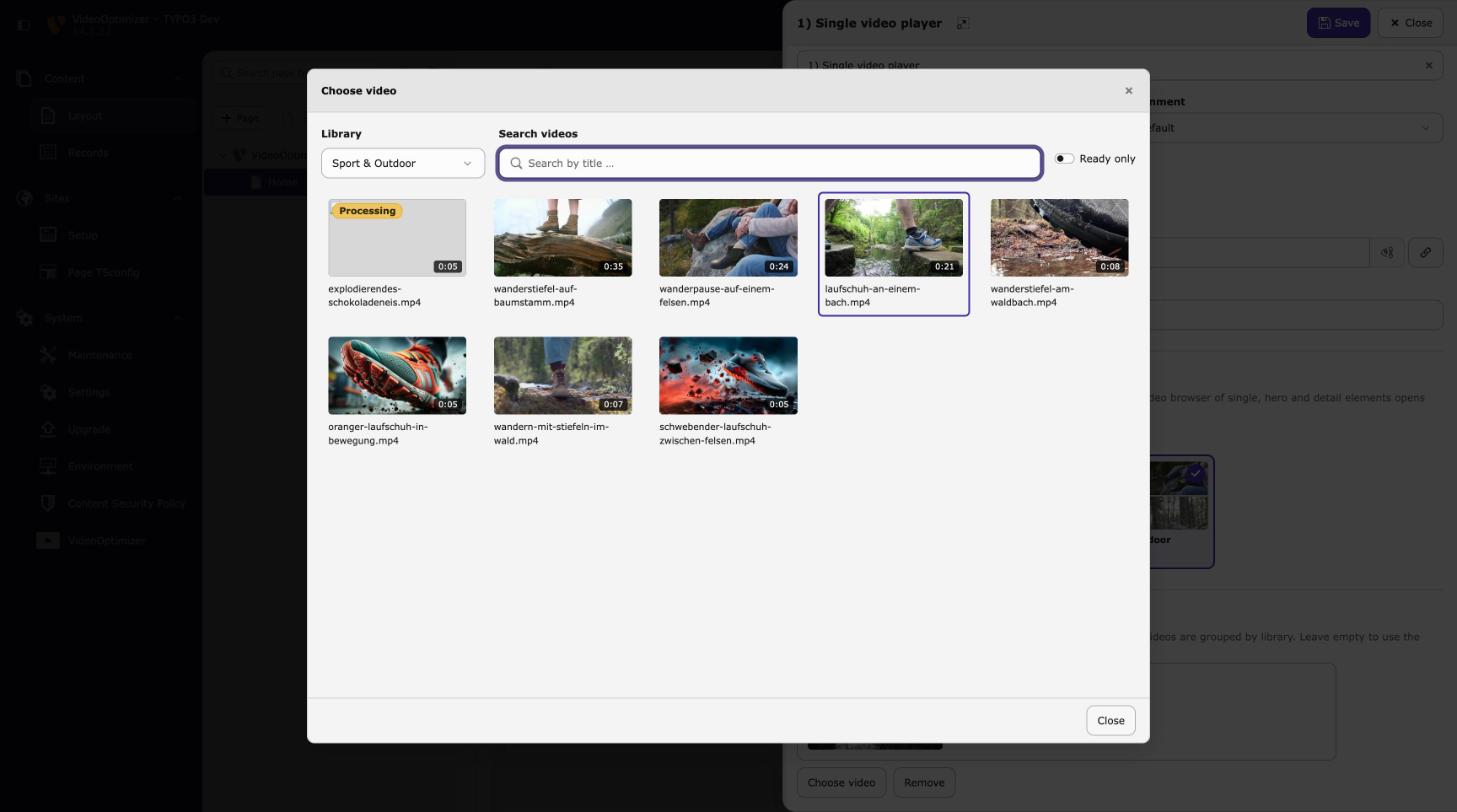 VideoOptimizer - TYPO3 Dev
Content
Layout
Records
Sites
Setup
Page TSconfig
System
Maintenance
Settings
Upgrade
Environment
Content Security Policy
VideoOptimizer
Search page
Page
Home
1) Single video player
Save
Close
1) Single video player
Choose video
Library
Search videos
Sport & Outdoor
Search by title ...
Ready only
Processing
0:05
0:35
0:24
0:21
0:08
explodierendes-
schokoladeneis.mp4
wanderstiefel-auf-
baumstamm.mp4
wanderpause-auf-einem-
felsen.mp4
laufschuh-an-einem-
bach.mp4
wanderstiefel-am-
waldbach.mp4
0:05
0:07
0:05
oranger-laufschuh-in-
bewegung.mp4
wandern-mit-stiefeln-im-
wald.mp4
schwebender-laufschuh-
zwischen-felsen.mp4
Close
browser of single, hero and detail elements opens
are grouped by library. Leave empty to use the
Choose video
Remove